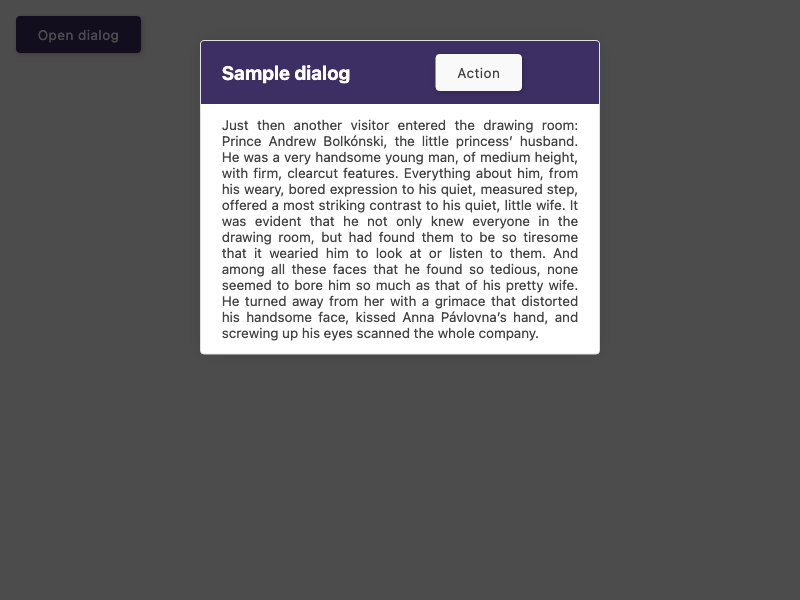 Open dialog
Sample dialog
Action
Just then another visitor entered the drawing room:
Prince Andrew Bolkónski, the little princess’ husband.
He was a very handsome young man, of medium height,
with firm, clearcut features. Everything about him, from
his weary, bored expression to his quiet, measured step,
offered a most striking contrast to his quiet, little wife. It
was evident that he not only knew everyone in the
drawing room, but had found them to be so tiresome
that it wearied him to look at or listen to them. And
among all these faces that he found so tedious, none
seemed to bore him so much as that of his pretty wife.
He turned away from her with a grimace that distorted
his handsome face, kissed Anna Pávlovna’s hand, and
screwing up his eyes scanned the whole company.